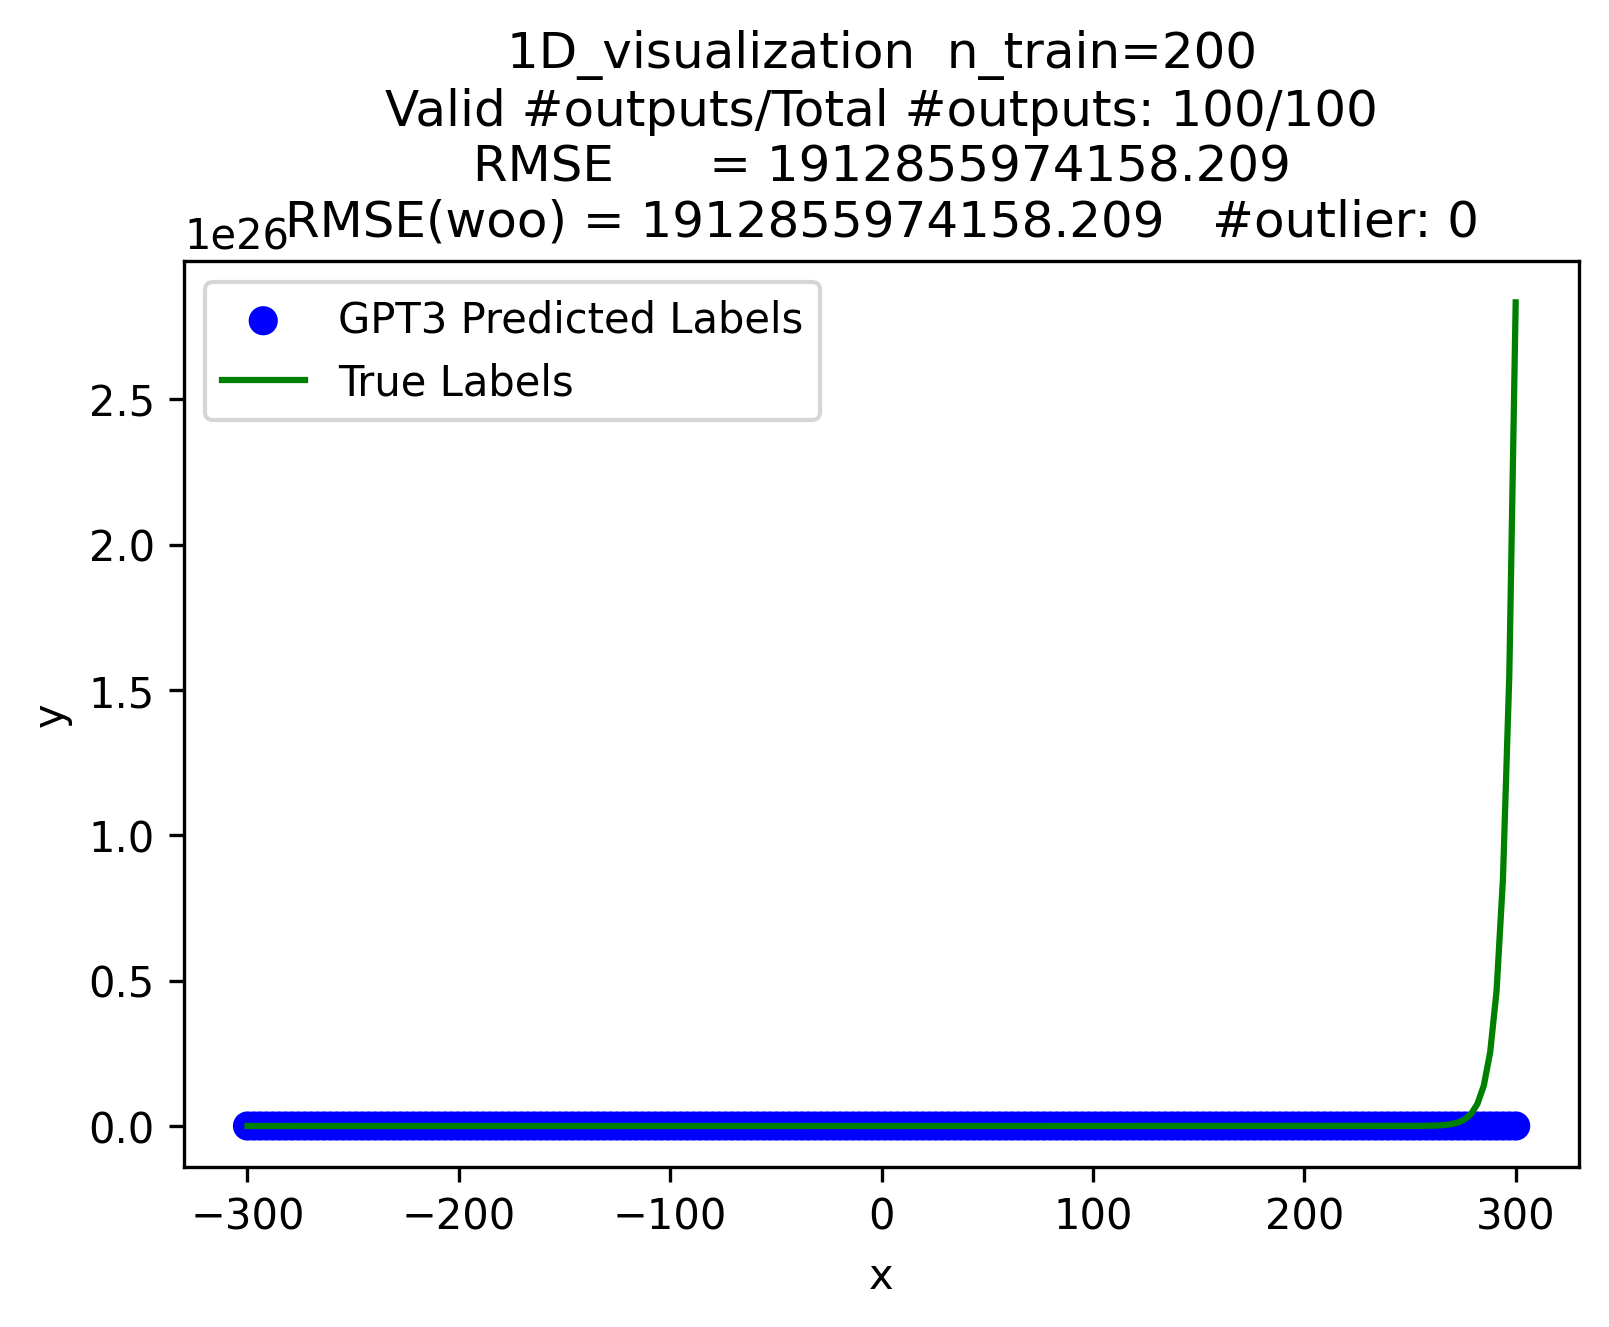 1D_visualization  n_train=200
Valid #outputs/Total #outputs: 100/100
RMSE      = 1912855974158.209
RMSE(woo) = 1912855974158.209   #outlier: 0
1e26
GPT3 Predicted Labels
True Labels
2.5
2.0
1.5
1.0
0.5
0.0
y
−300
−200
−100
0
100
200
300
x